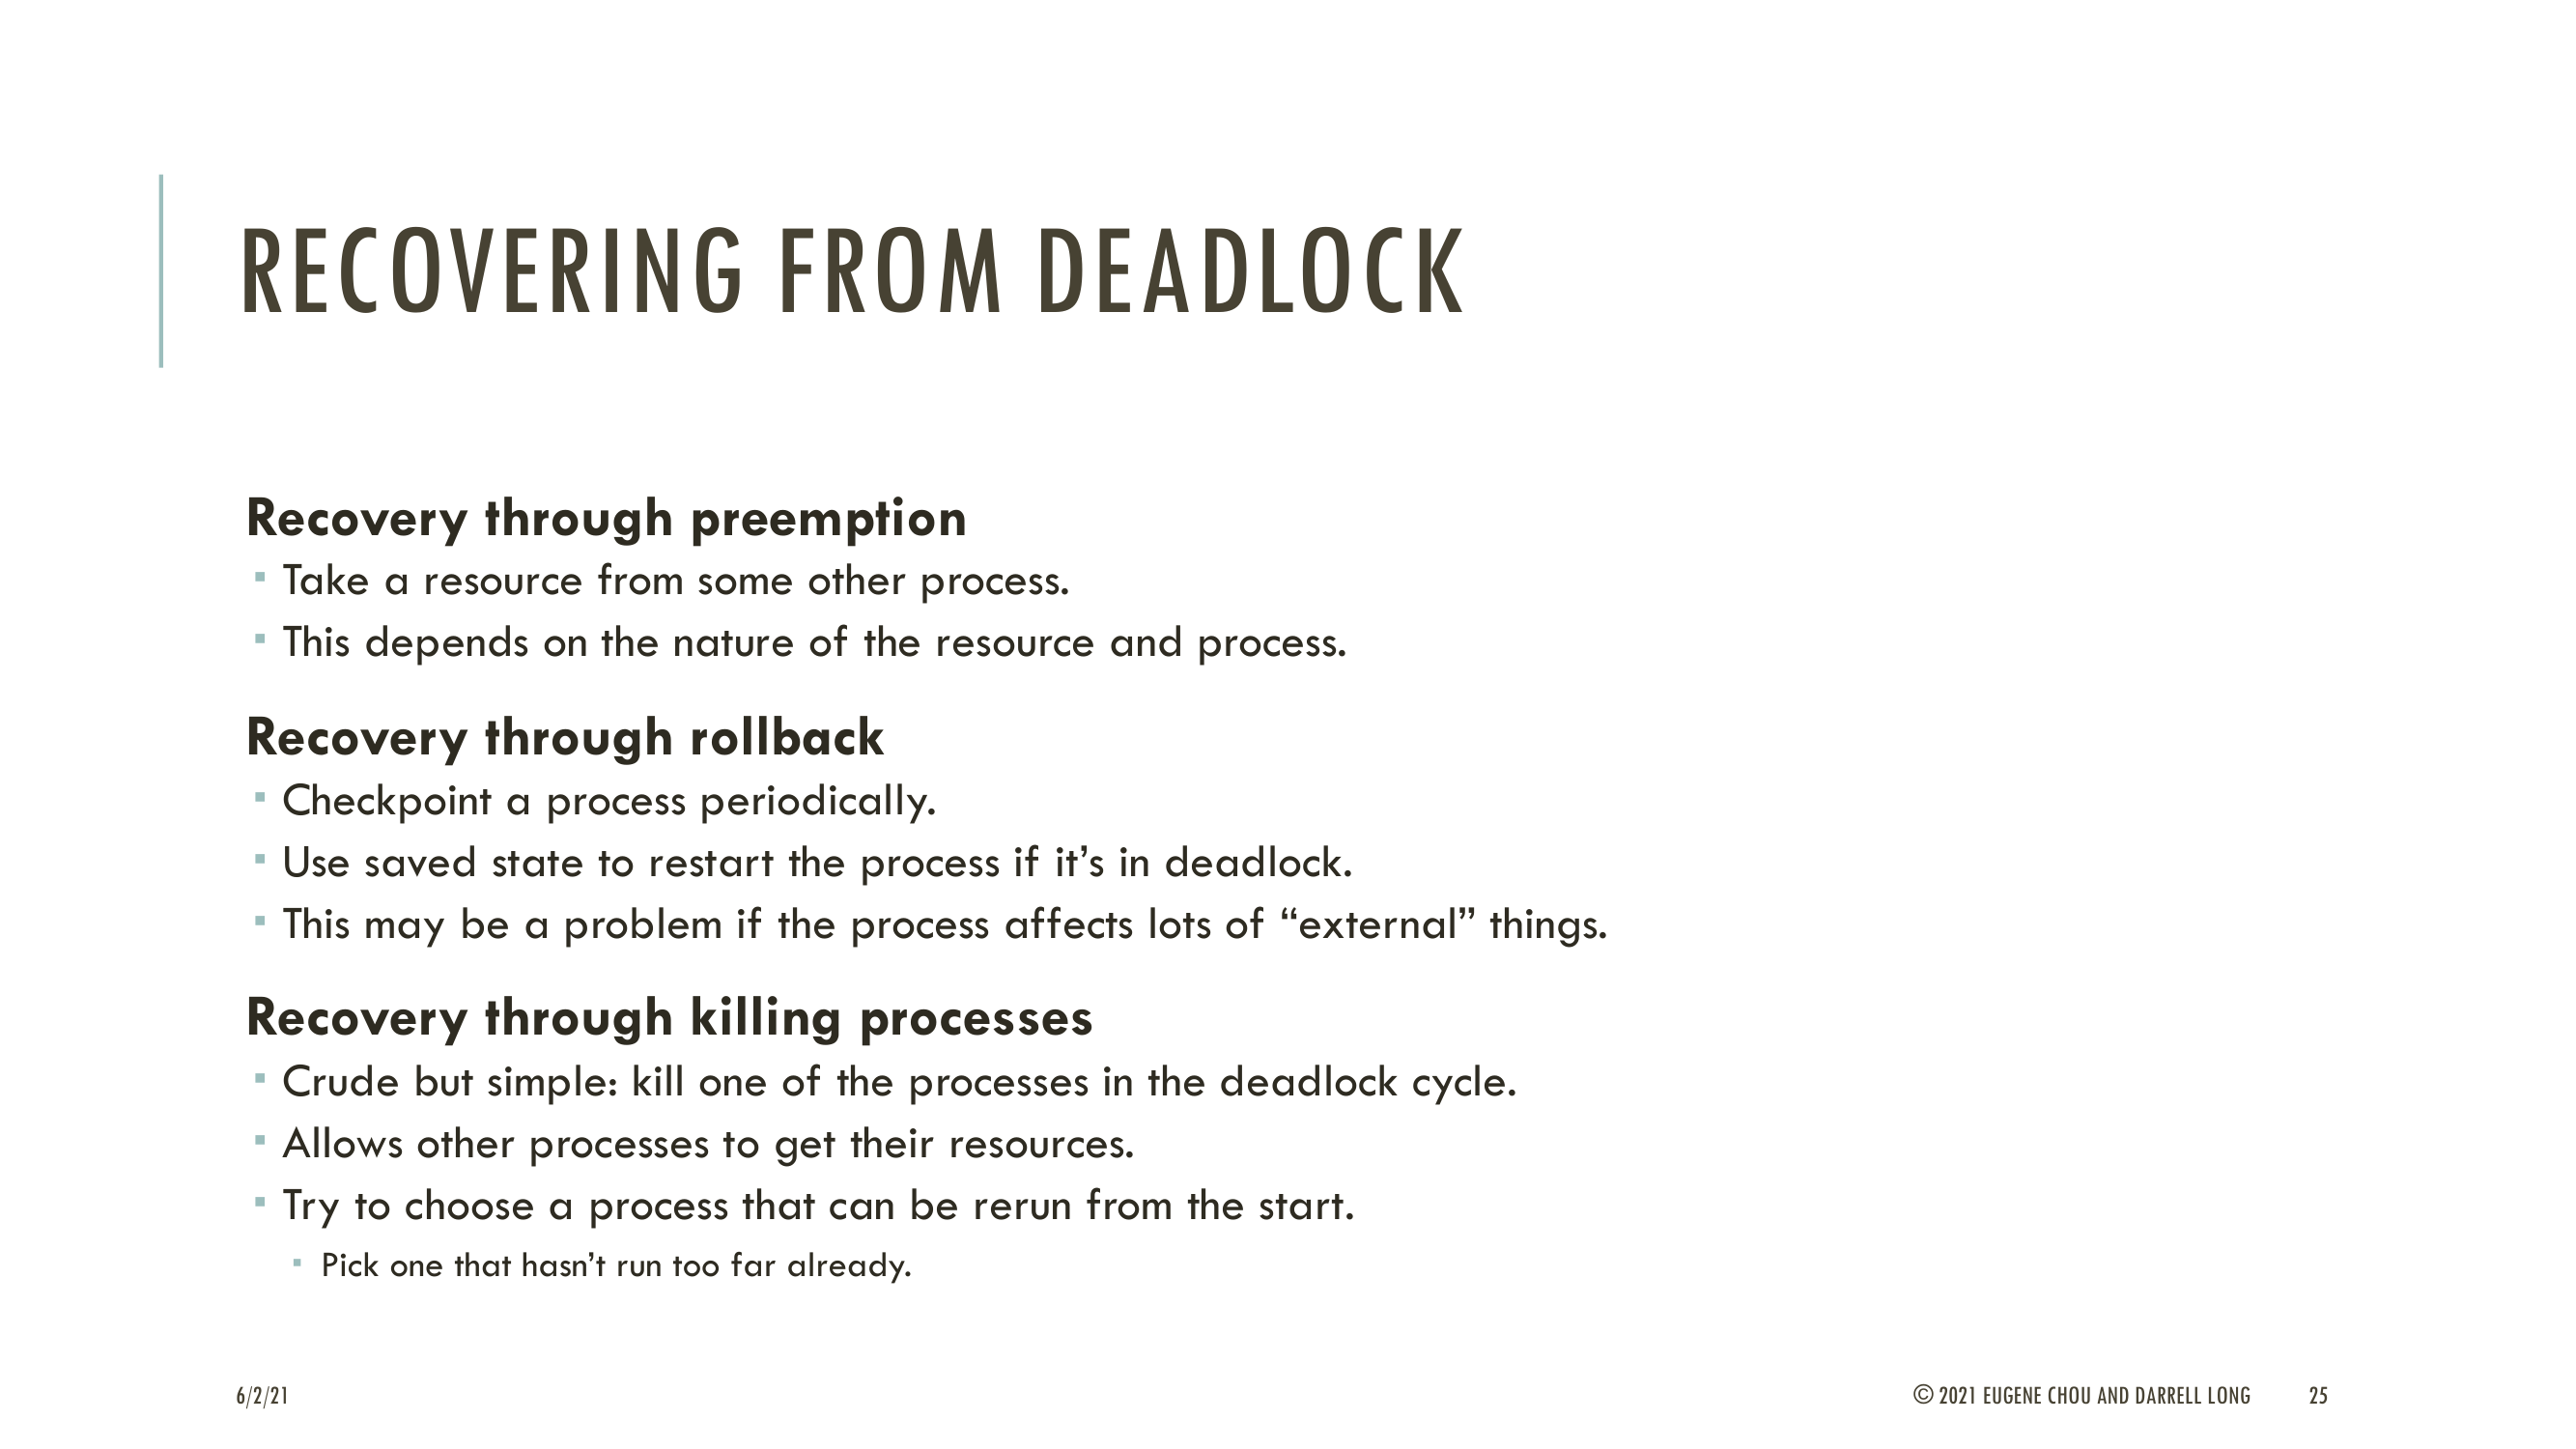 RECOVERING FROM DEADLOCK
Recovery through preemption
▪ Take a resource from some other process.
▪ This depends on the nature of the resource and process.
Recovery through rollback
▪ Checkpoint a process periodically.
▪ Use saved state to restart the process if it’s in deadlock.
▪ This may be a problem if the process affects lots of “external” things.
Recovery through killing processes
▪ Crude but simple: kill one of the processes in the deadlock cycle.
▪ Allows other processes to get their resources.
▪ Try to choose a process that can be rerun from the start.
▪ Pick one that hasn’t run too far already.
6/2/21
© 2021 EUGENE CHOU AND DARRELL LONG
25